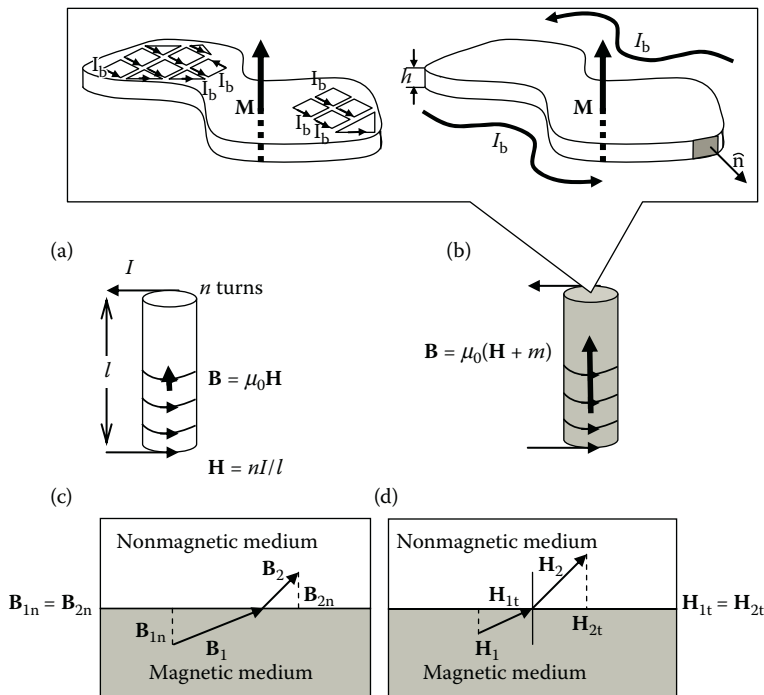 I_b
I_b
I_b
I_b
I_b
I_b
I_b
M
I_b
h
M
I_b
n̂
(a)
(b)
I
n turns
l
B = μ₀H
H = nI/l
B = μ₀(H + m)
(c)
(d)
Nonmagnetic medium
B₂
B₂ₙ
B₁ₙ = B₂ₙ
B₁ₙ
B₁
Magnetic medium
Nonmagnetic medium
H₂
H₁ₜ
H₁ₜ = H₂ₜ
H₂ₜ
H₁
Magnetic medium